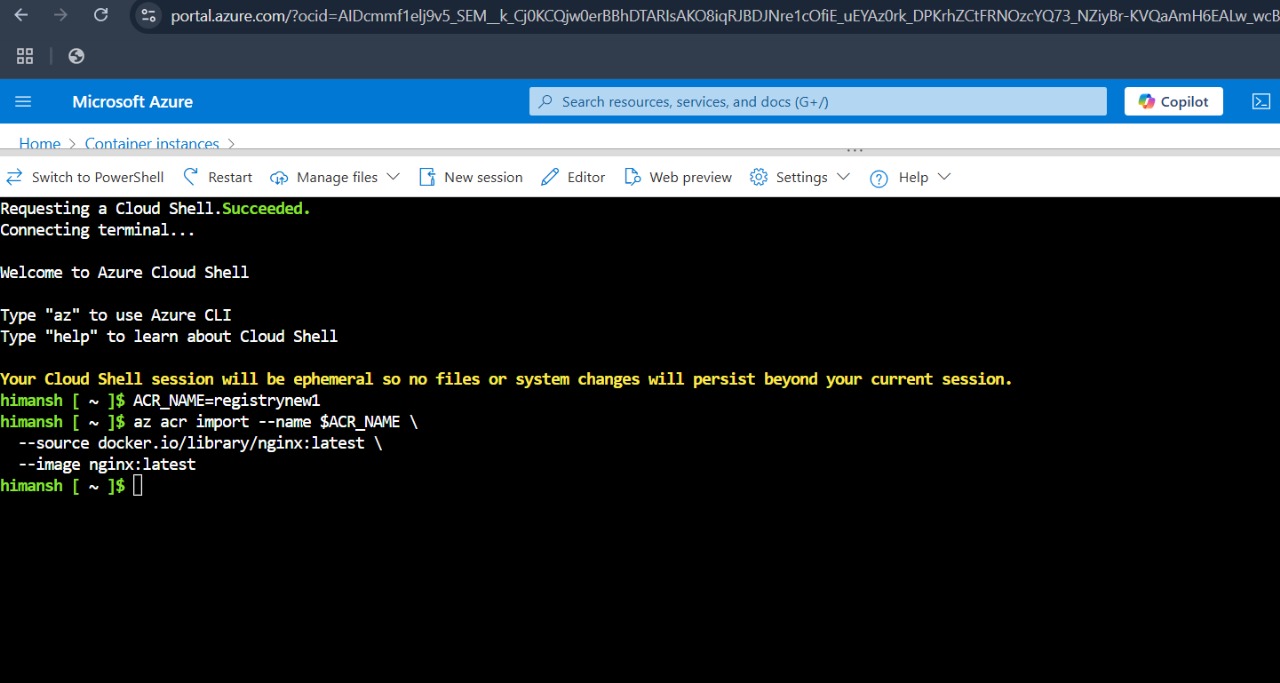 portal.azure.com/?ocid=AIDcmmf1elj9v5_SEM__k_Cj0KCQjw0erBBhDTARIsAKO8iqRJBDJNre1cOfiE_uEYAz0rk_DPKrhZCtFRNOzcYQ73_NZiyBr-KVQaAmH6EALw_wcB
Microsoft Azure Search resources, services, and docs (G+/) Copilot
Home > Container instances >
Switch to PowerShell Restart Manage files New session Editor Web preview Settings Help
Requesting a Cloud Shell.Succeeded.
Connecting terminal...
Welcome to Azure Cloud Shell
Type "az" to use Azure CLI
Type "help" to learn about Cloud Shell
Your Cloud Shell session will be ephemeral so no files or system changes will persist beyond your current session.
himansh [ ~ ]$ ACR_NAME=registrynew1
himansh [ ~ ]$ az acr import --name $ACR_NAME \
--source docker.io/library/nginx:latest \
--image nginx:latest
himansh [ ~ ]$